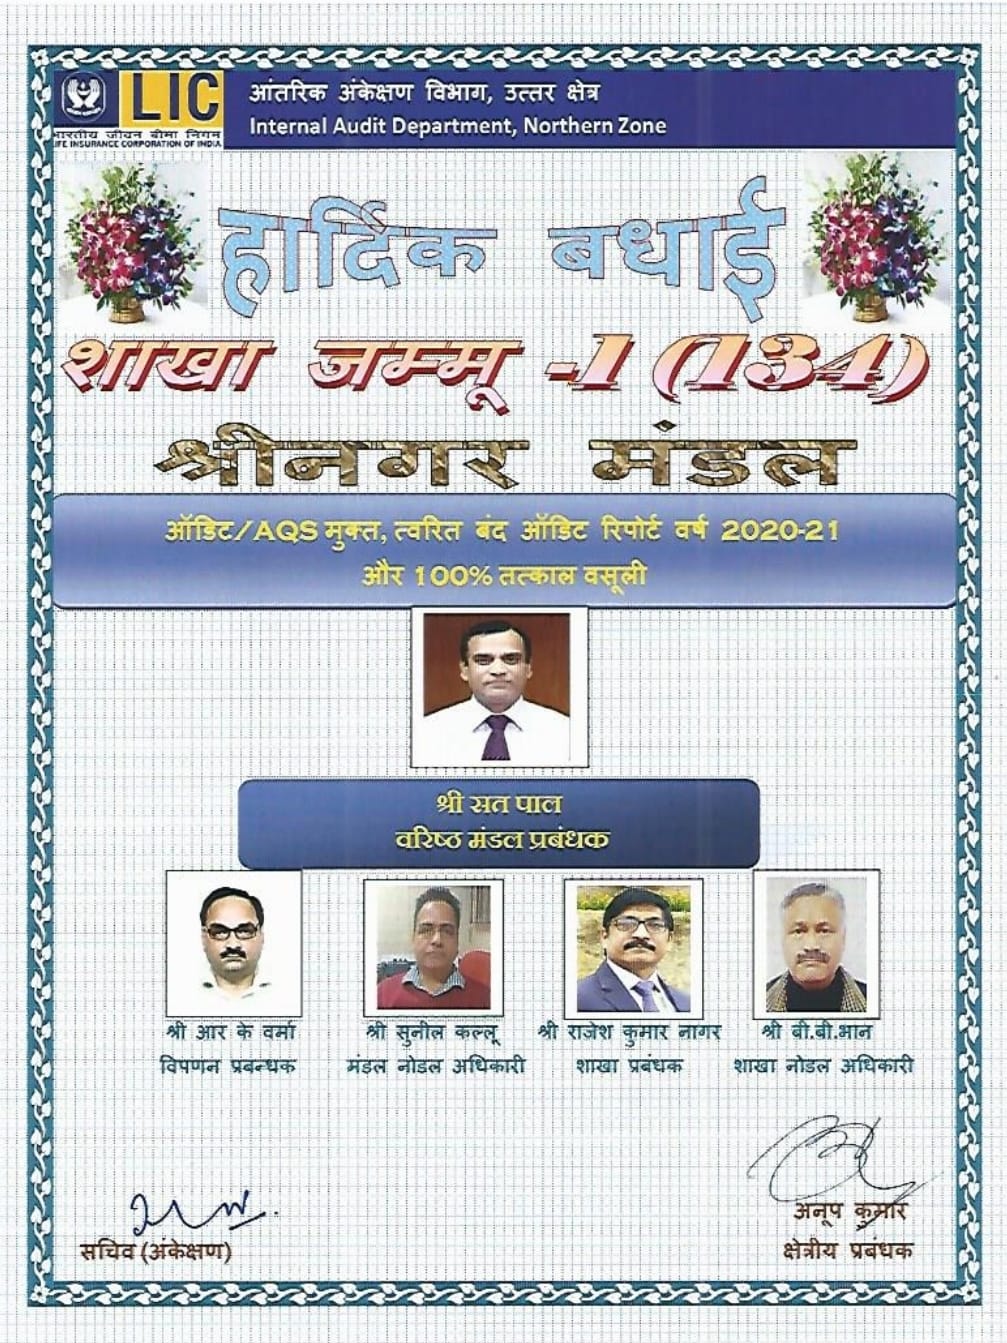 LIC
भारतीय जीवन बीमा निगम
LIFE INSURANCE CORPORATION OF INDIA
आंतरिक अंकेक्षण विभाग, उत्तर क्षेत्र
Internal Audit Department, Northern Zone
हार्दिक बधाई
शाखा जम्मू -1 (134)
श्रीनगर मंडल
ऑडिट/AQS मुक्त, त्वरित बंद ऑडिट रिपोर्ट वर्ष 2020-21
और 100% तत्काल वसूली
श्री सत पाल
वरिष्ठ मंडल प्रबंधक
श्री आर के वर्मा श्री सुनील कल्लू श्री राजेश कुमार नागर श्री बी.बी.भान
विपणन प्रबन्धक मंडल नोडल अधिकारी शाखा प्रबंधक शाखा नोडल अधिकारी
अनूप कुमार
सचिव (अंकेक्षण) क्षेत्रीय प्रबंधक